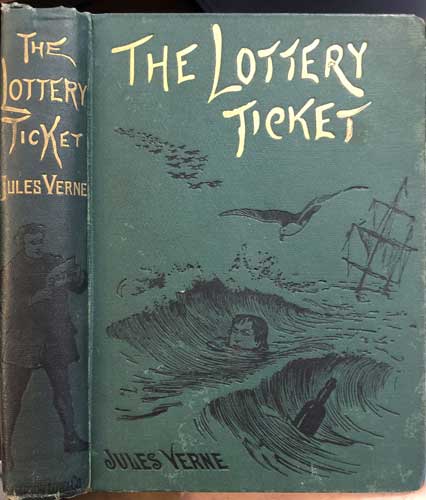 THE
LOTTERY
TICKET
JULES VERNE
THE LOTTERY
TICKET
JULES VERNE